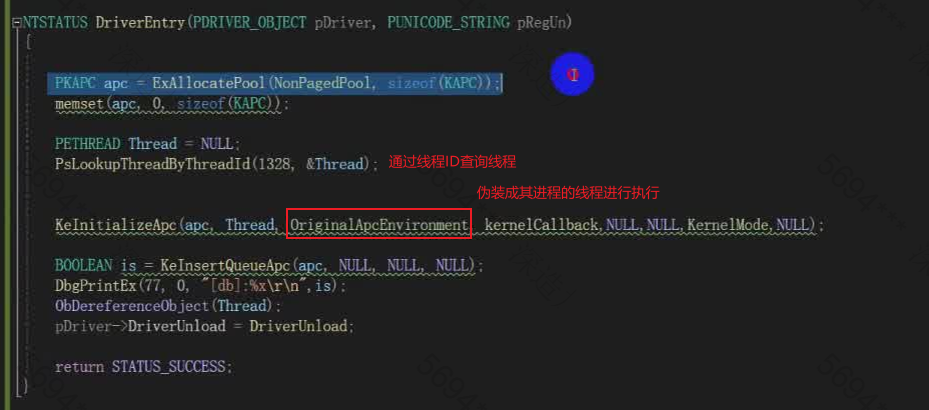 NTSTATUS DriverEntry(PDRIVER_OBJECT pDriver, PUNICODE_STRING pRegUn)
{
PKAPC apc = ExAllocatePool(NonPagedPool, sizeof(KAPC));
memset(apc, 0, sizeof(KAPC));
PETHREAD Thread = NULL;
PsLookupThreadByThreadId(1328, &Thread); 通过线程ID查询线程
伪装成其进程的线程进行执行
KeInitializeApc(apc, Thread, OriginalApcEnvironment, kernelCallback,NULL,NULL,KernelMode,NULL);
BOOLEAN is = KeInsertQueueApc(apc, NULL, NULL, NULL);
DbgPrintEx(77, 0, "[db]:%x\r\n",is);
ObDereferenceObject(Thread);
pDriver->DriverUnload = DriverUnload;
return STATUS_SUCCESS;
}